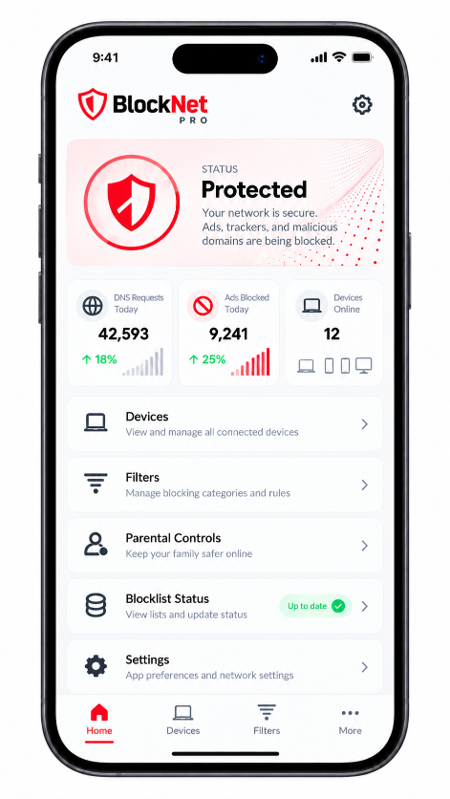 9:41
BlockNet
PRO
STATUS
Protected
Your network is secure.
Ads, trackers, and malicious
domains are being blocked.
DNS Requests
Today
42,593
↑ 18%
Ads Blocked
Today
9,241
↑ 25%
Devices
Online
12
Devices
View and manage all connected devices
Filters
Manage blocking categories and rules
Parental Controls
Keep your family safer online
Blocklist Status
View lists and update status
Up to date
Settings
App preferences and network settings
Home
Devices
Filters
More